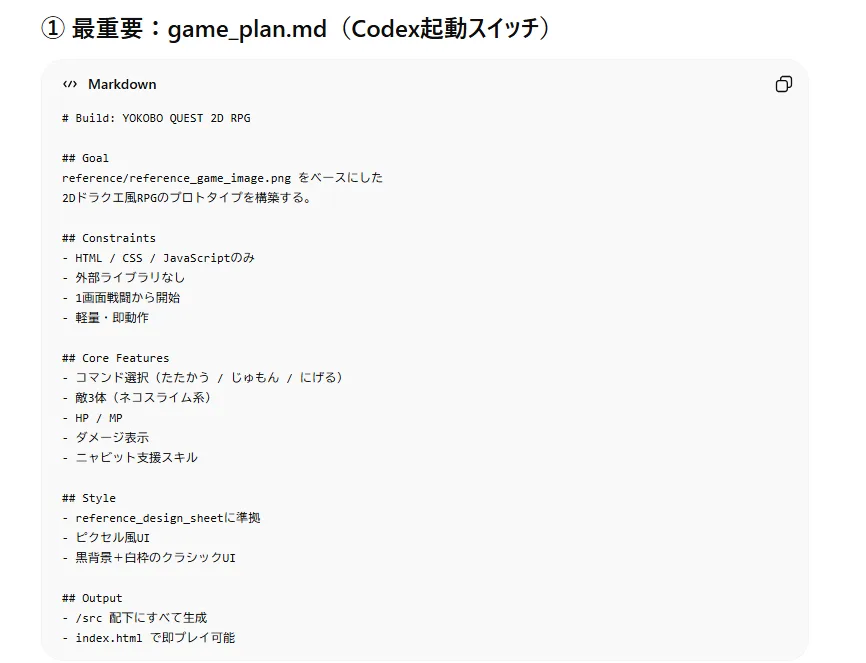 ① 最重要：game_plan.md（Codex起動スイッチ）
Markdown
# Build: YOKOBO QUEST 2D RPG
## Goal
reference/reference_game_image.png をベースにした
2Dドラクエ風RPGのプロトタイプを構築する。
## Constraints
- HTML / CSS / JavaScriptのみ
- 外部ライブラリなし
- 1画面戦闘から開始
- 軽量・即動作
## Core Features
- コマンド選択（たたかう / じゅもん / にげる）
- 敵3体（ネコスライム系）
- HP / MP
- ダメージ表示
- ニャビット支援スキル
## Style
- reference_design_sheetに準拠
- ピクセル風UI
- 黒背景＋白枠のクラシックUI
## Output
- /src 配下にすべて生成
- index.html で即プレイ可能